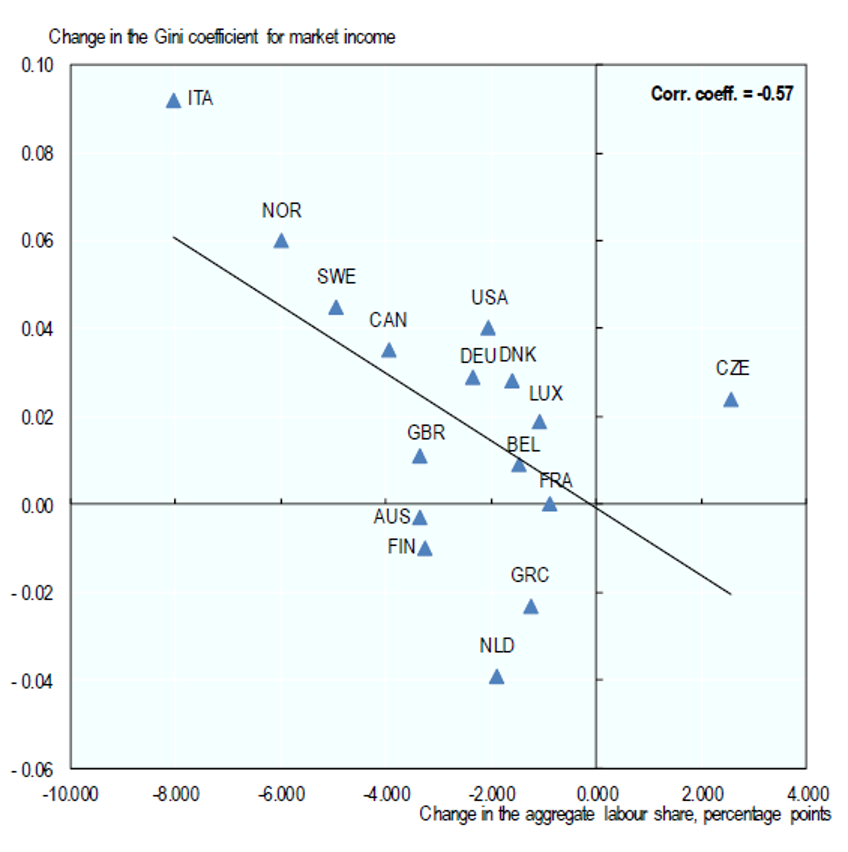 Change in the Gini coefficient for market income
0.10
Corr. coeff. = -0.57
ITA
0.08
NOR
0.06
SWE
USA
CAN
0.04
DEU DNK
CZE
LUX
0.02
GBR
BEL
FRA
0.00
AUS
FIN
GRC
- 0.02
NLD
- 0.04
- 0.06
-10.000 -8.000 -6.000 -4.000 -2.000 0.000 2.000 4.000
Change in the aggregate labour share, percentage points